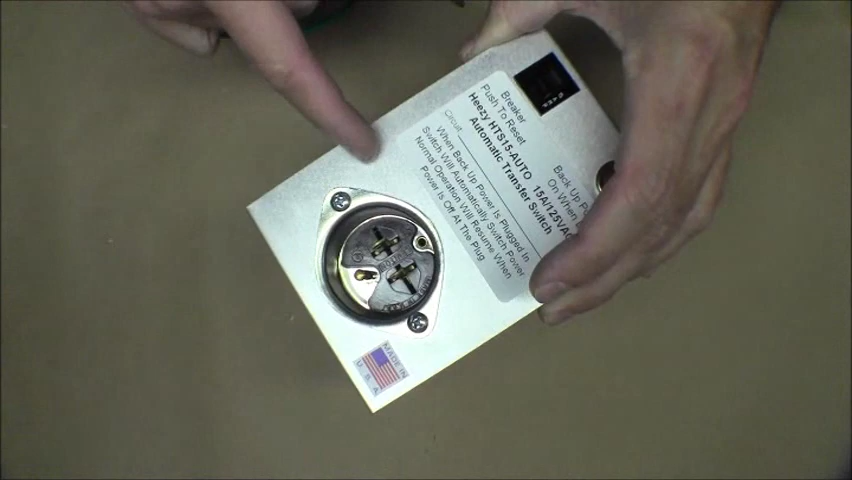 Breaker
Push To Reset
Heezy HTS15-AUTO 15A/125VAC
Automatic Transfer Switch
Circuit
When Back Up Power Is Plugged In
Switch Will Automatically Switch Power
Normal Operation Will Resume When
Power Is Off At The Plug
Back Up
On When
MADE IN
U.S.A